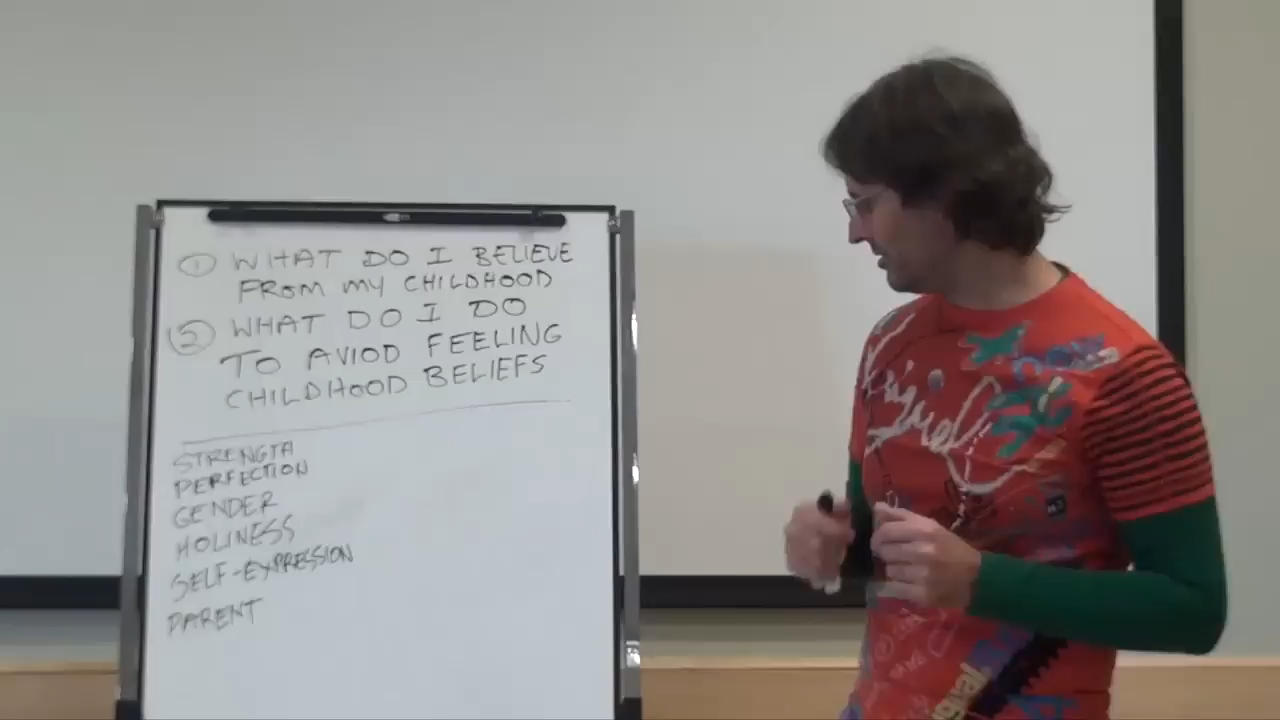 ① WHAT DO I BELIEVE
FROM MY CHILDHOOD
② WHAT DO I DO
TO AVIOD FEELING
CHILDHOOD BELIEFS
STRENGTH
PERFECTION
GENDER
HOLINESS
SELF-EXPRESSION
PARENT
new